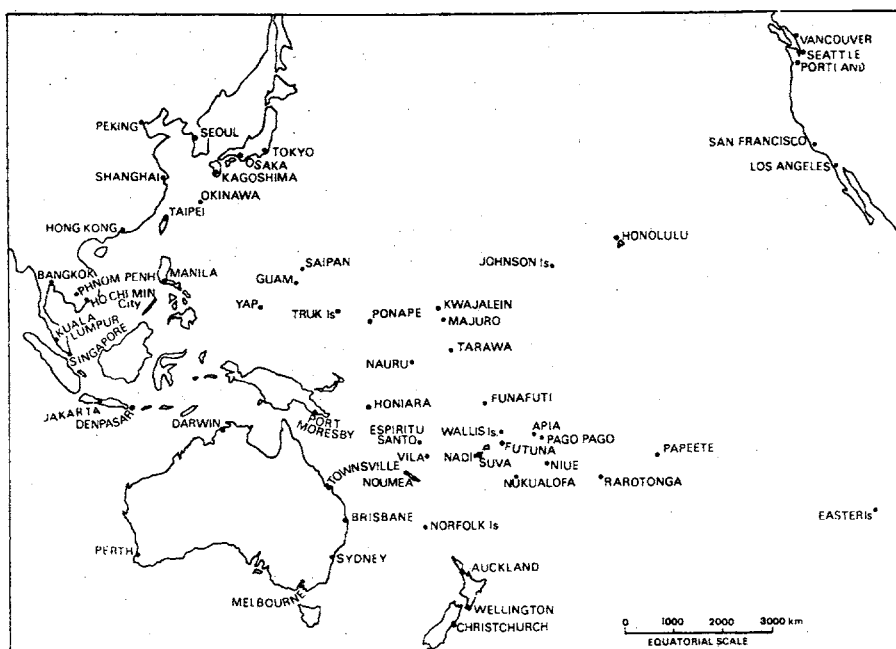 VANCOUVER
SEATTLE
PORTLAND
PEKING
SEOUL
TOKYO
OSAKA
KAGOSHIMA
SAN FRANCISCO
LOS ANGELES
SHANGHAI
OKINAWA
TAIPEI
HONG KONG
HONOLULU
SAIPAN
JOHNSON Is.
BANGKOK
PHNOM PENH
MANILA
GUAM
HO CHI MIN
City
YAP
TRUK Is
PONAPE
KWAJALEIN
MAJURO
KUALA
LUMPUR
SINGAPORE
TARAWA
NAURU
JAKARTA
DENPASAR
DARWIN
PORT
MORESBY
HONIARA
FUNAFUTI
ESPIRITU
SANTO
WALLIS Is.
APIA
PAGO PAGO
FUTUNA
VILA
NADI
SUVA
NIUE
PAPEETE
TOWNSVILLE
NOUMEA
NUKUALOFA
RAROTONGA
BRISBANE
NORFOLK Is
EASTER Is
PERTH
SYDNEY
AUCKLAND
MELBOURNE
WELLINGTON
CHRISTCHURCH
0 1000 2000 3000 km
EQUATORIAL SCALE